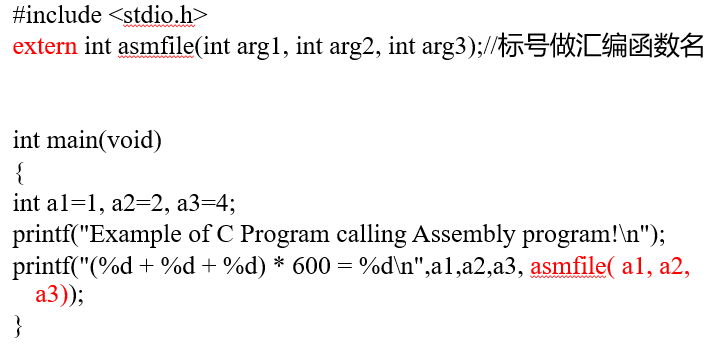 #include <stdio.h>
extern int asmfile(int arg1, int arg2, int arg3);//标号做汇编函数名
int main(void)
{
int a1=1, a2=2, a3=4;
printf("Example of C Program calling Assembly program!\n");
printf("(%d + %d + %d) * 600 = %d\n",a1,a2,a3, asmfile( a1, a2,
a3));
}